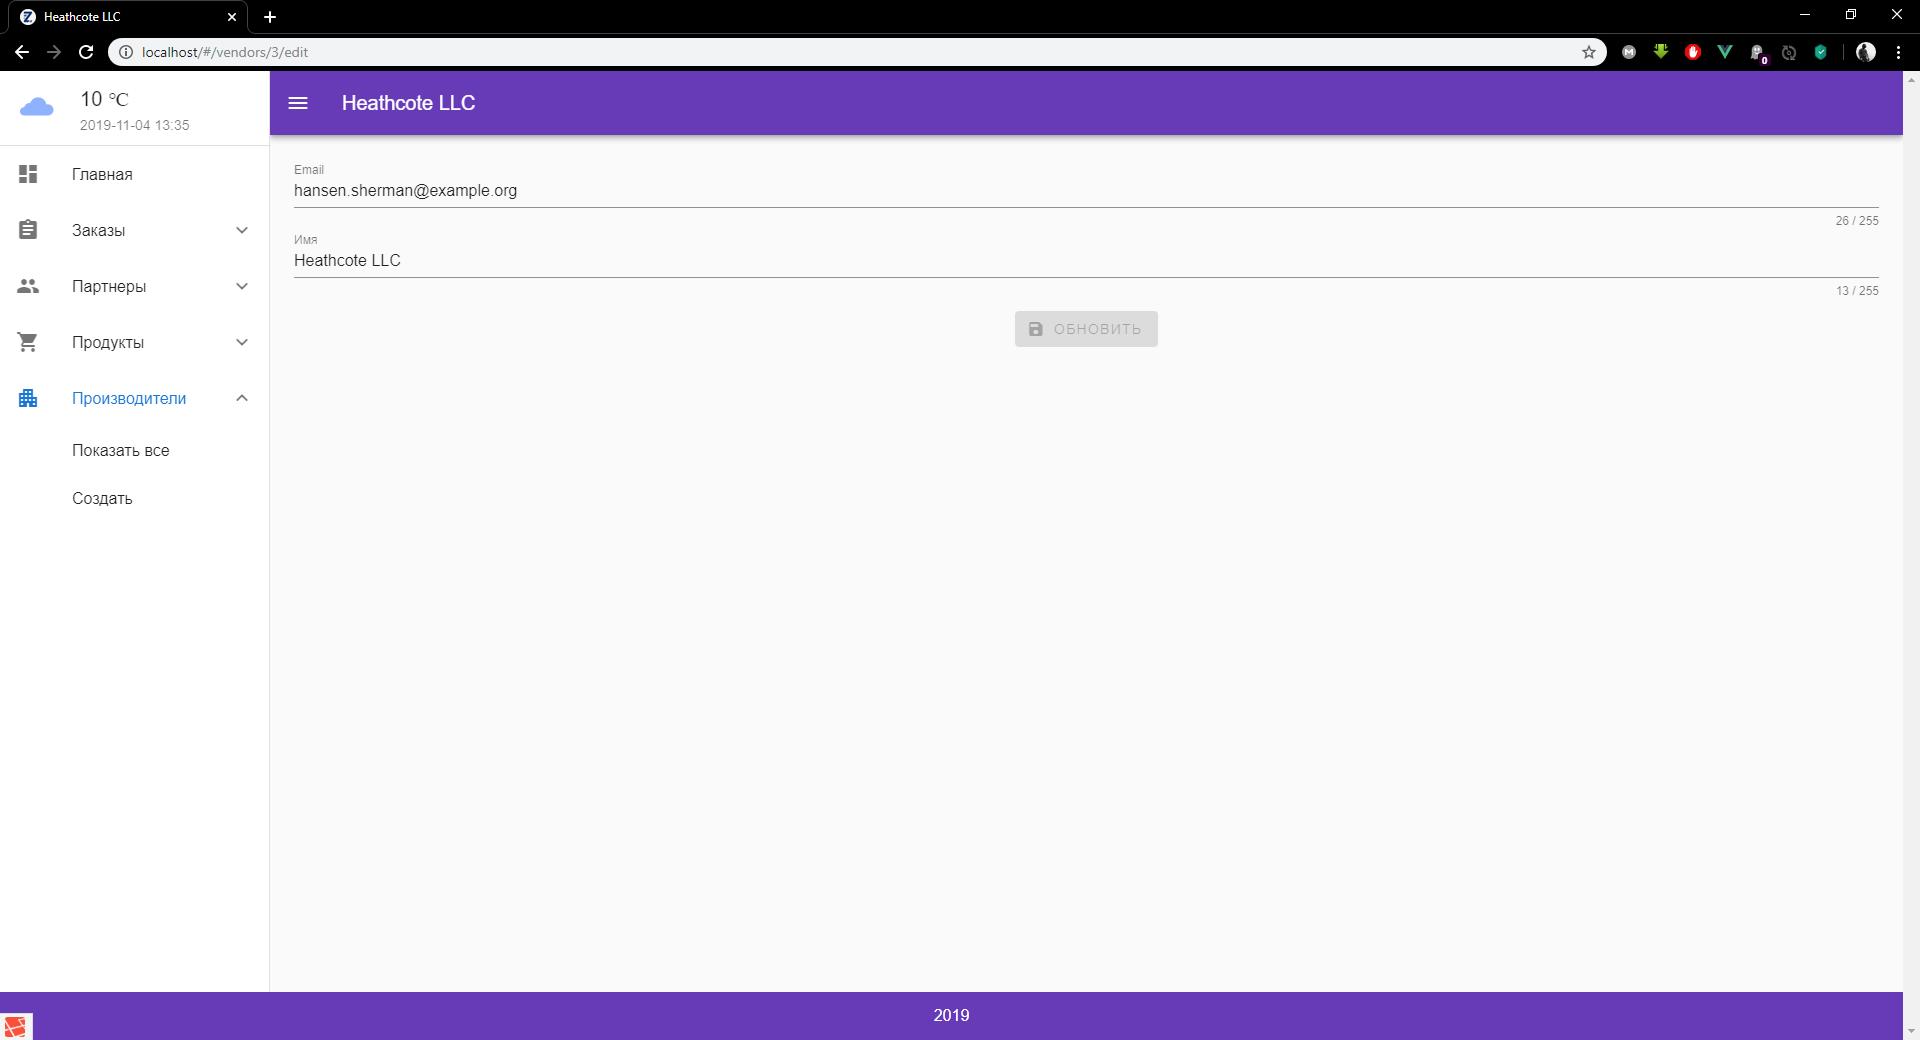 Heathcote LLC
localhost/#/vendors/3/edit
0
10 °C
2019-11-04 13:35
Heathcote LLC
Главная
Заказы
Партнеры
Продукты
Производители
Показать все
Создать
Email
hansen.sherman@example.org
26 / 255
Имя
Heathcote LLC
13 / 255
ОБНОВИТЬ
2019